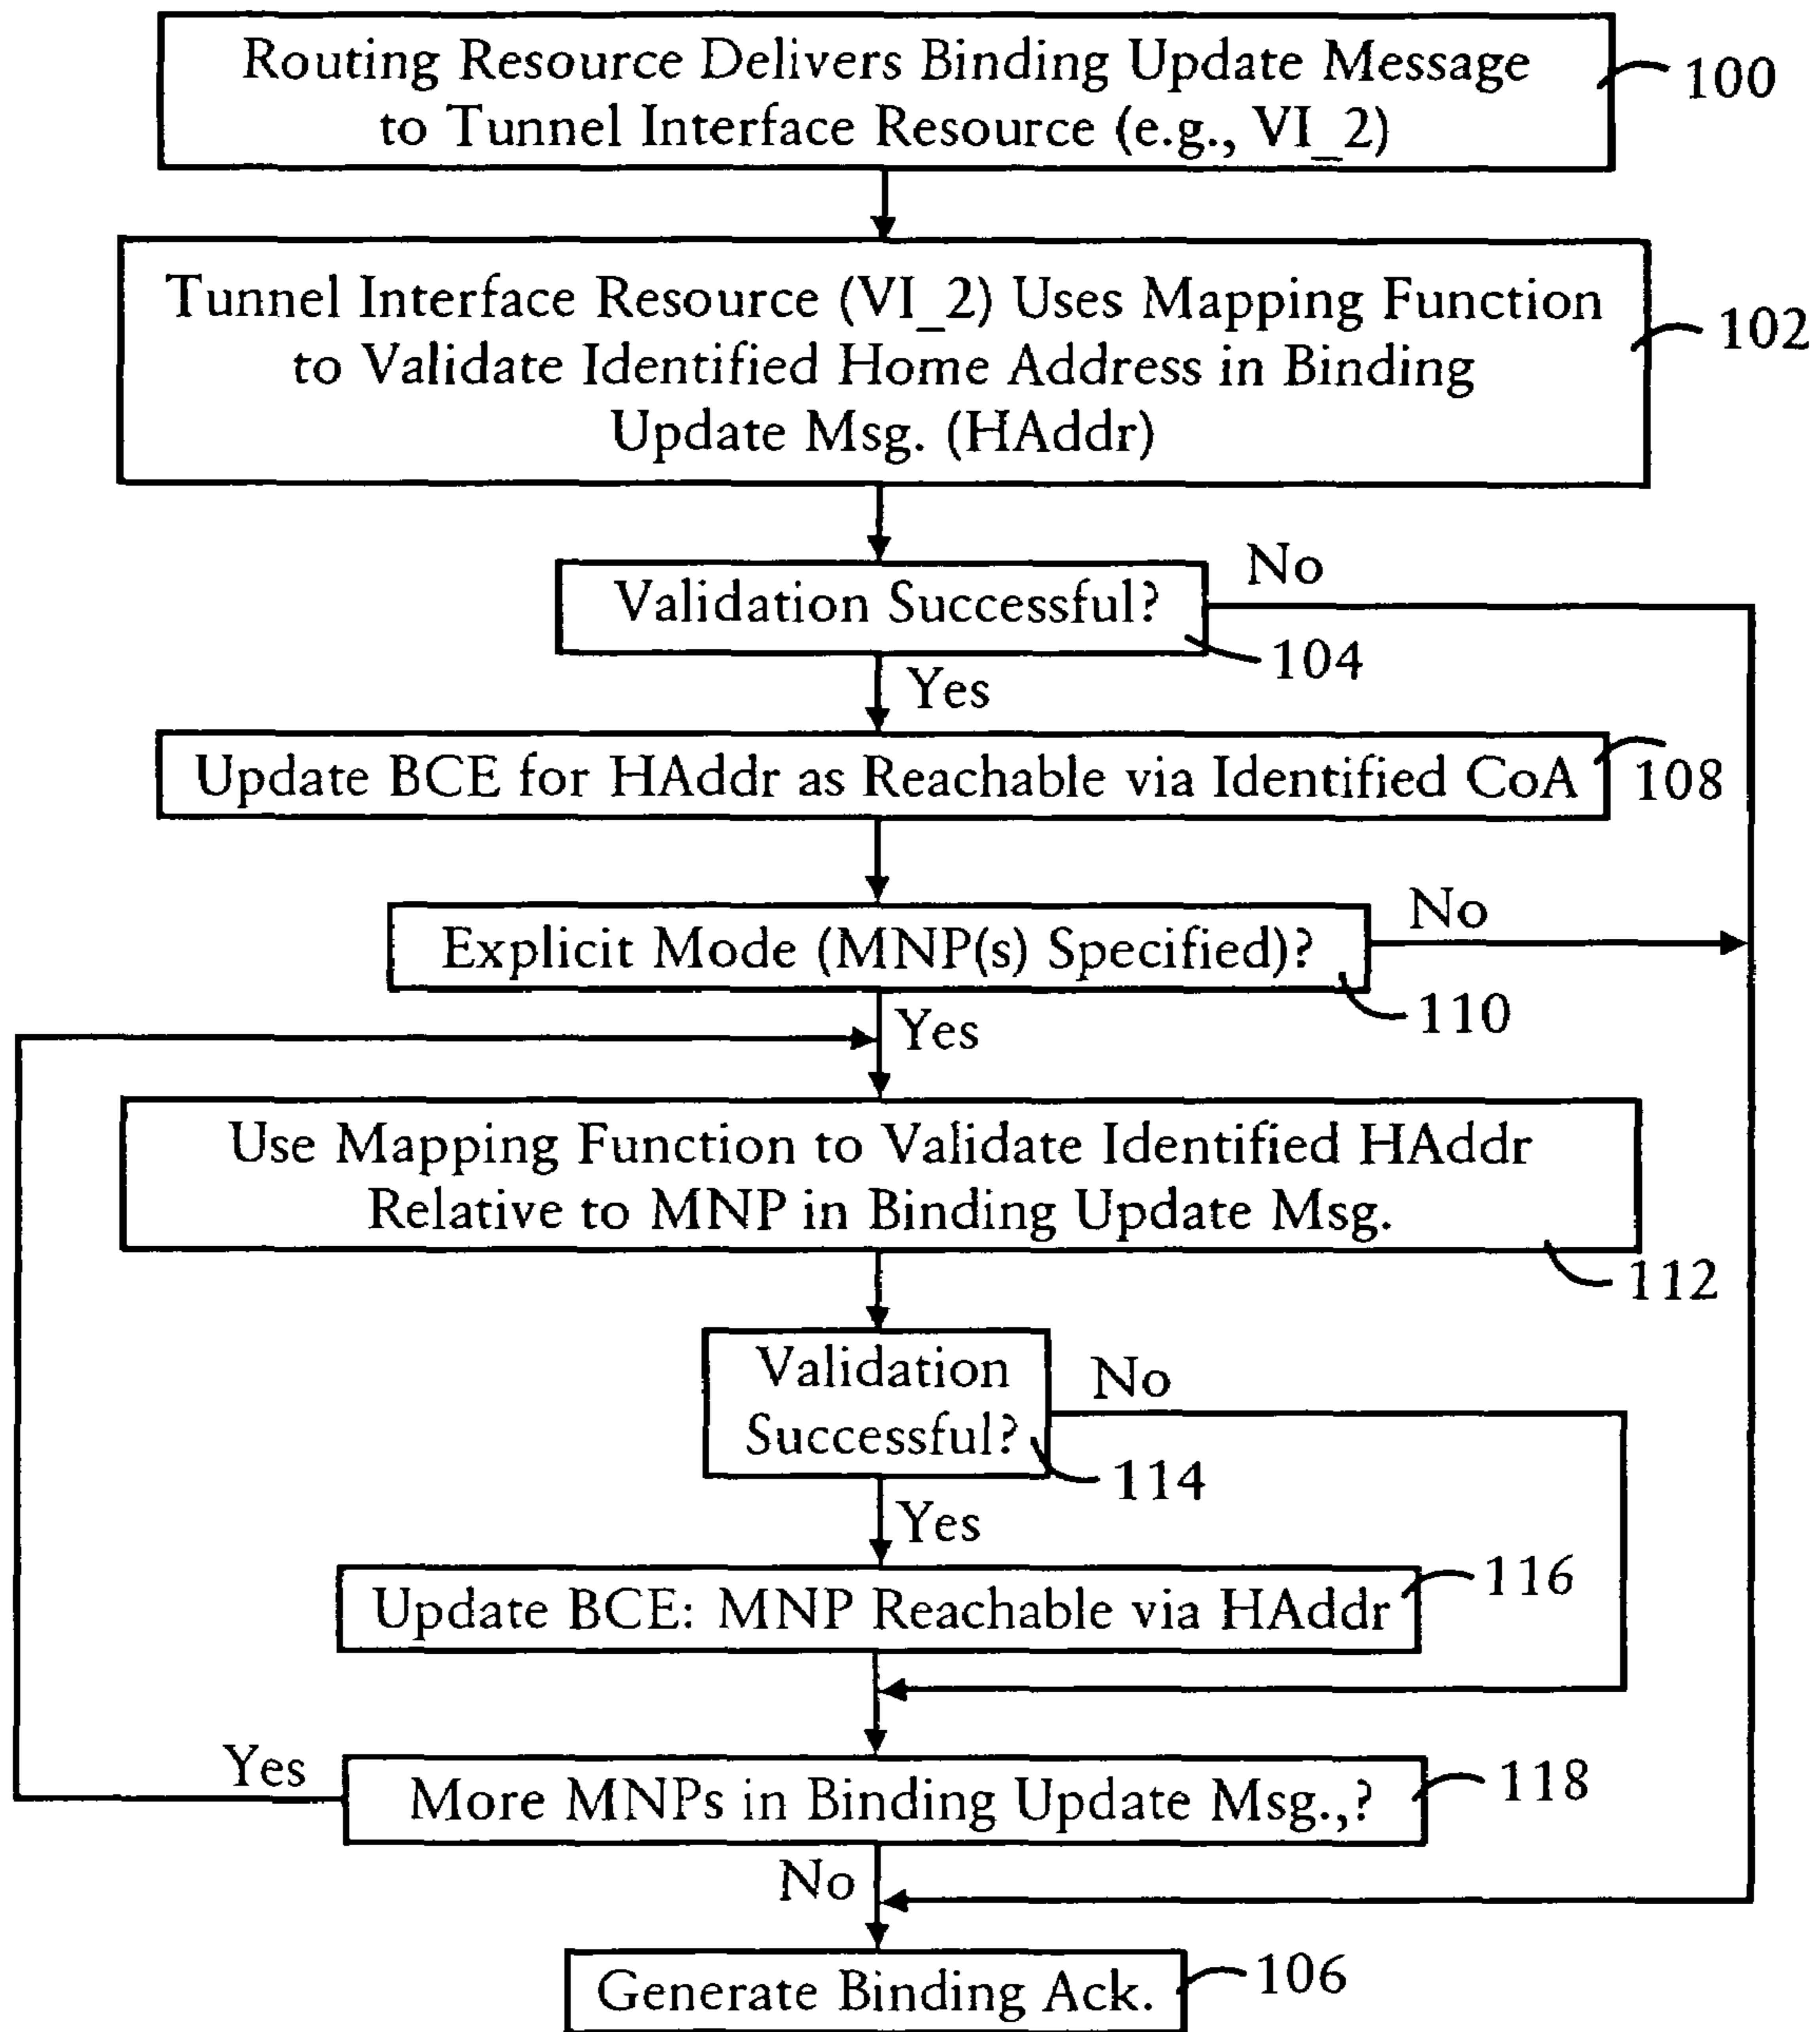 Routing Resource Delivers Binding Update Message
to Tunnel Interface Resource (e.g., VI_2)
100
Tunnel Interface Resource (VI_2) Uses Mapping Function
to Validate Identified Home Address in Binding
Update Msg. (HAddr)
102
No
Validation Successful?
104
Yes
Update BCE for HAddr as Reachable via Identified CoA
108
No
Explicit Mode (MNP(s) Specified)?
110
Yes
Use Mapping Function to Validate Identified HAddr
Relative to MNP in Binding Update Msg.
112
Validation
Successful?
No
114
Yes
Update BCE: MNP Reachable via HAddr
116
Yes
More MNPs in Binding Update Msg.,?
118
No
Generate Binding Ack.
106